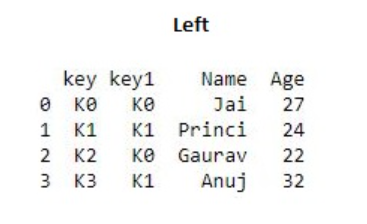 Left
key key1 Name Age
0 K0 K0 Jai 27
1 K1 K1 Princi 24
2 K2 K0 Gaurav 22
3 K3 K1 Anuj 32